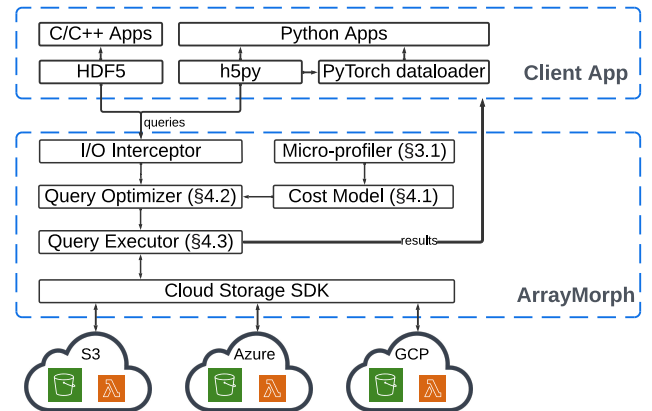 C/C++ Apps
Python Apps
HDF5
h5py
PyTorch dataloader
Client App
queries
I/O Interceptor
Micro-profiler (§3.1)
Query Optimizer (§4.2)
Cost Model (§4.1)
Query Executor (§4.3)
results
Cloud Storage SDK
ArrayMorph
S3
Azure
GCP
λ
λ
λ